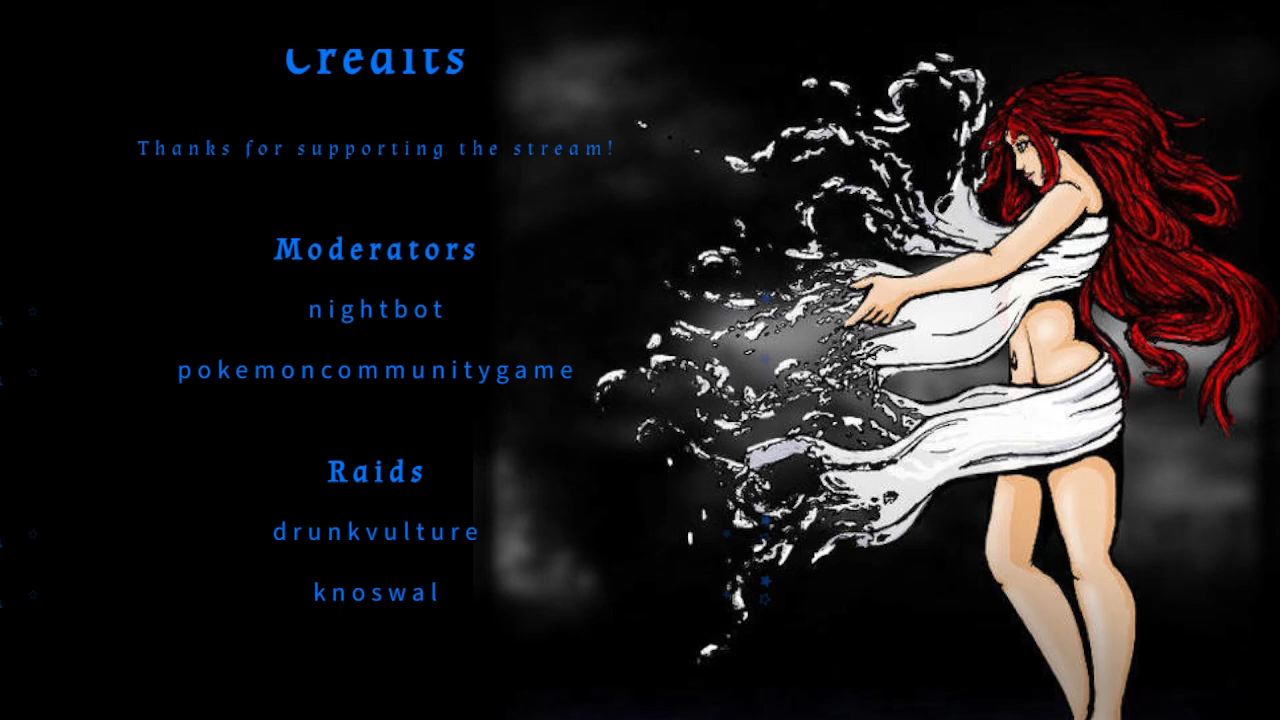 Credits
Thanks for supporting the stream!
Moderators
nightbot
pokemoncommunitygame
Raids
drunkvulture
knoswal